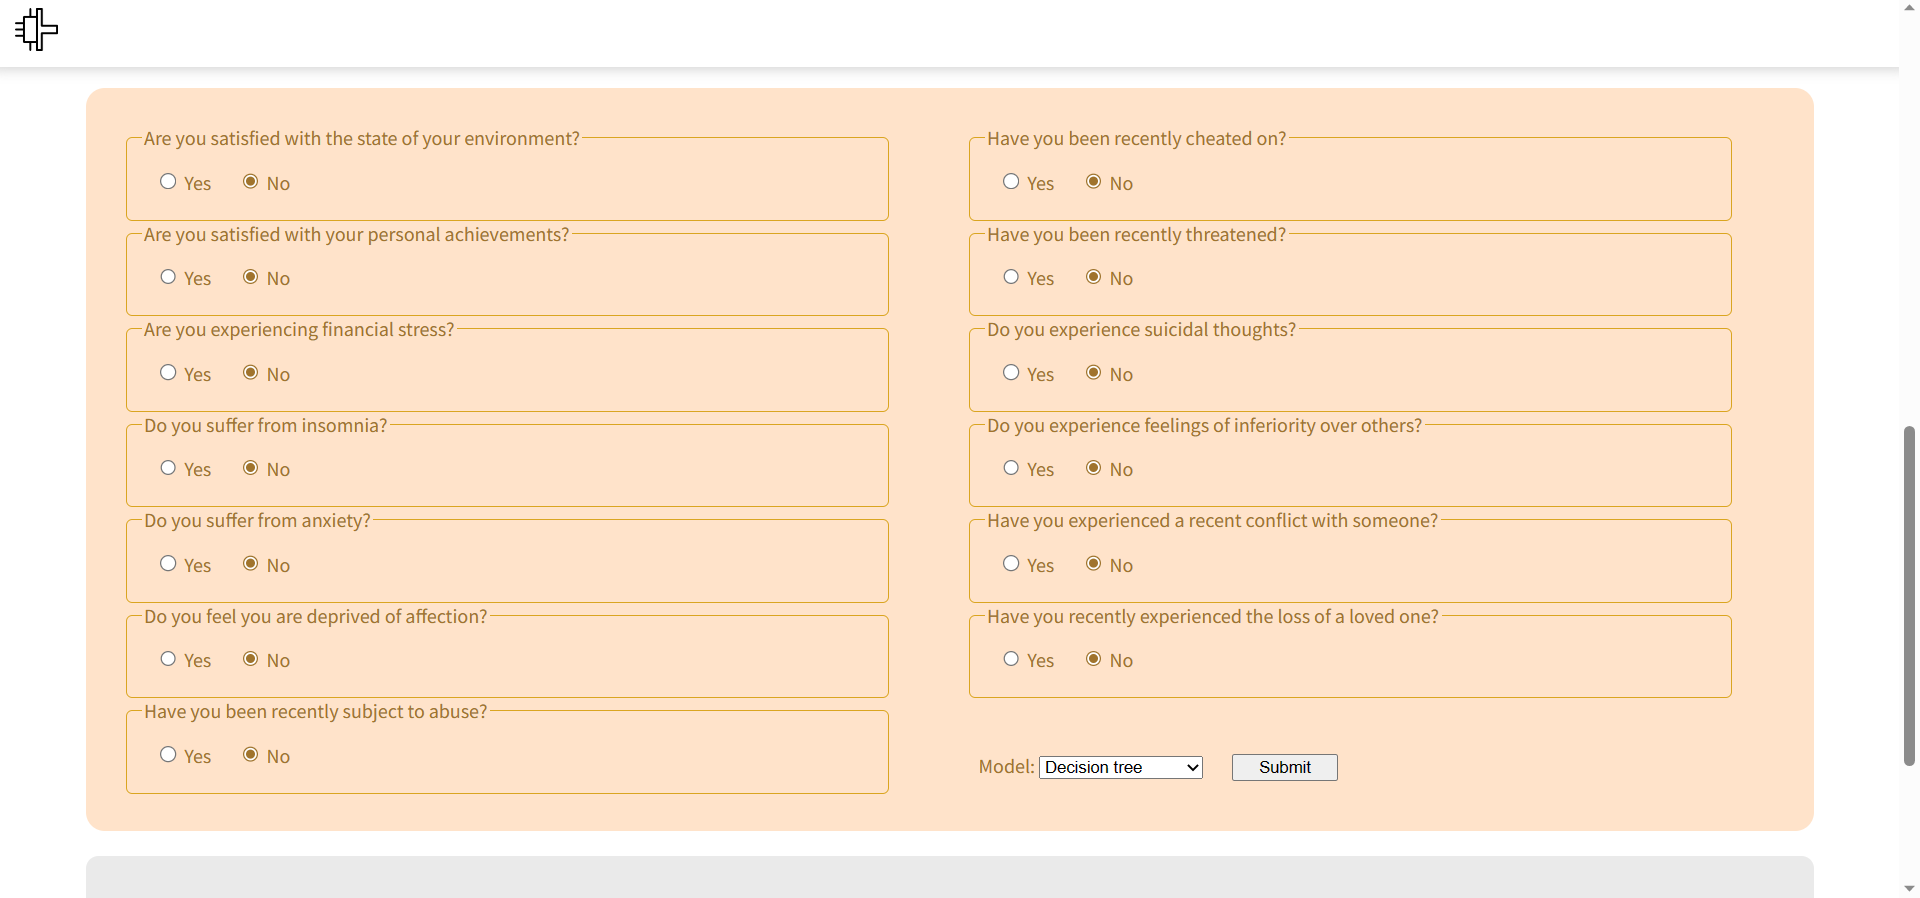 Are you satisfied with the state of your environment?
Yes No
Are you satisfied with your personal achievements?
Yes No
Are you experiencing financial stress?
Yes No
Do you suffer from insomnia?
Yes No
Do you suffer from anxiety?
Yes No
Do you feel you are deprived of affection?
Yes No
Have you been recently subject to abuse?
Yes No
Have you been recently cheated on?
Yes No
Have you been recently threatened?
Yes No
Do you experience suicidal thoughts?
Yes No
Do you experience feelings of inferiority over others?
Yes No
Have you experienced a recent conflict with someone?
Yes No
Have you recently experienced the loss of a loved one?
Yes No
Model: Decision tree Submit